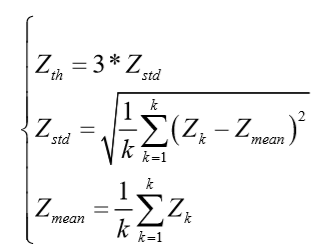 Z_th = 3 * Z_std
Z_std = √(1/k ∑_{k=1}^{k} (Z_k − Z_mean)^2)
Z_mean = 1/k ∑_{k=1}^{k} Z_k